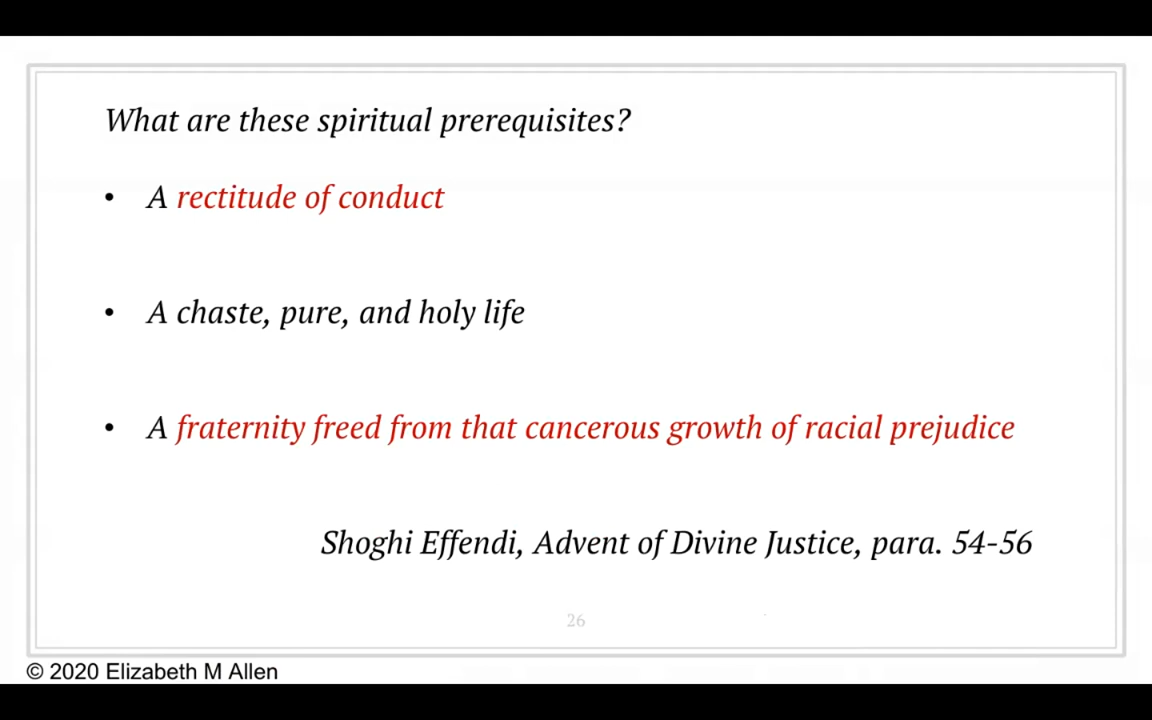 What are these spiritual prerequisites?
• A rectitude of conduct
• A chaste, pure, and holy life
• A fraternity freed from that cancerous growth of racial prejudice
Shoghi Effendi, Advent of Divine Justice, para. 54-56
26
© 2020 Elizabeth M Allen